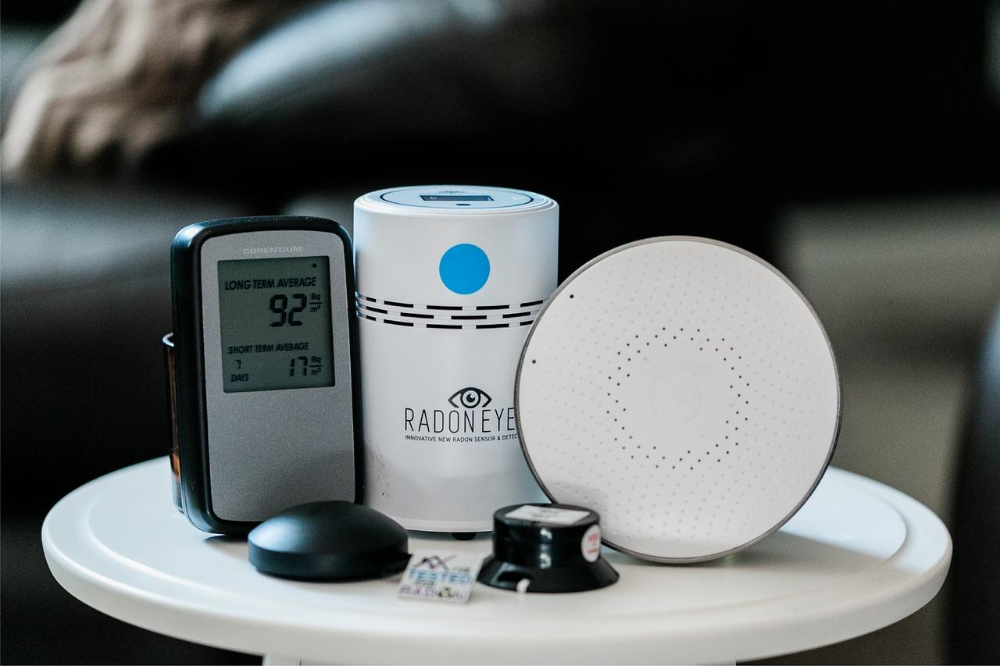 CORENTIUM
LONG TERM AVERAGE
92 Bq/m³
SHORT TERM AVERAGE
7 DAYS
17 Bq/m³
RADONEYE
INNOVATIVE NEW RADON SENSOR &
TESTED
RADON